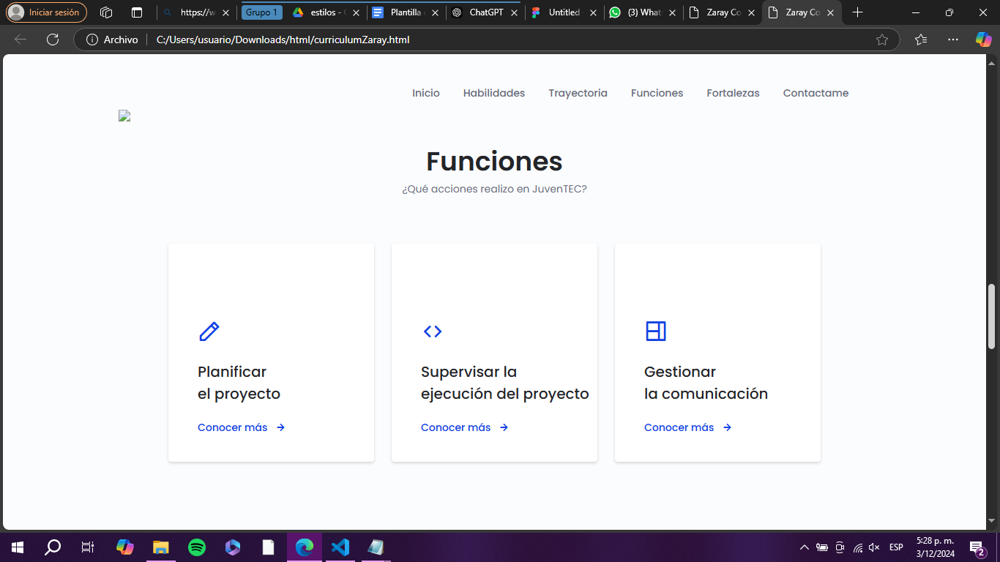 Iniciar sesión
https://w
Grupo 1
estilos - G
Plantilla
ChatGPT
Untitled
(3) What
Zaray Co
Zaray Co
Archivo
C:/Users/usuario/Downloads/html/curriculumZaray.html
Inicio Habilidades Trayectoria Funciones Fortalezas Contactame
Funciones
¿Qué acciones realizo en JuvenTEC?
Planificar
el proyecto
Conocer más
Supervisar la
ejecución del proyecto
Conocer más
Gestionar
la comunicación
Conocer más
ESP
5:28 p. m.
3/12/2024
2